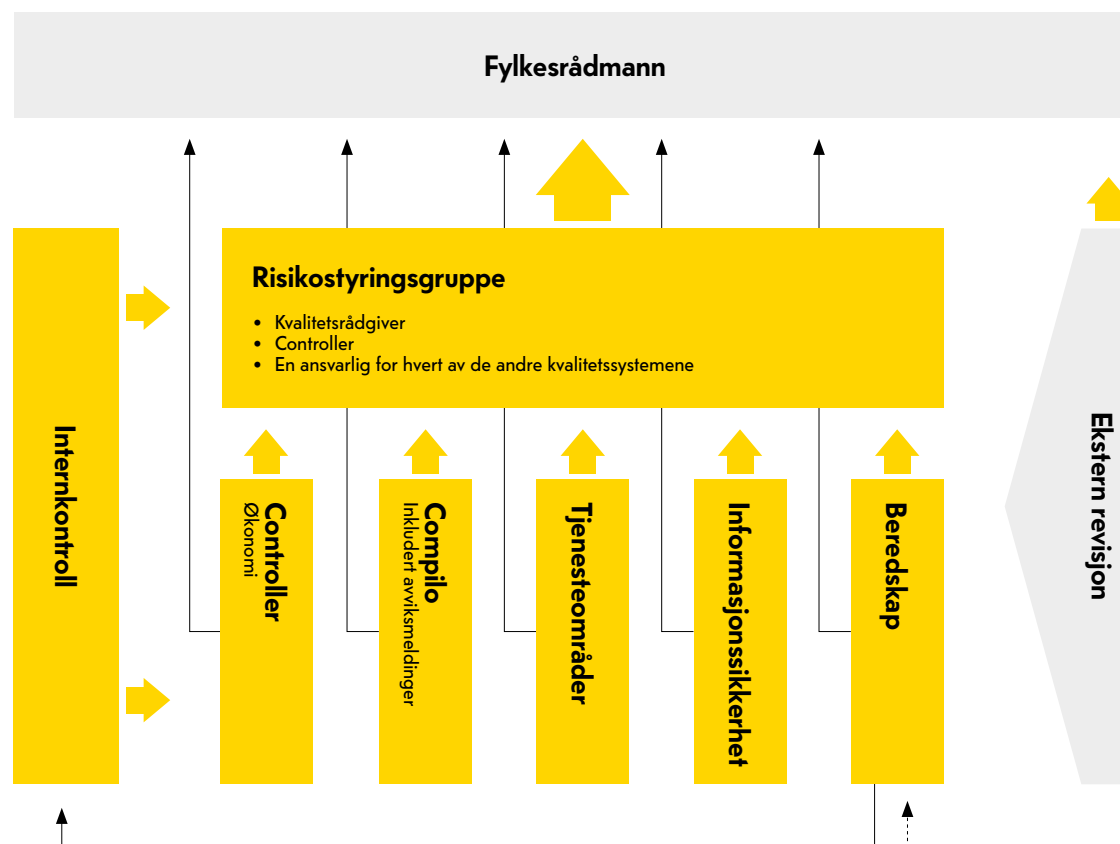 Fylkesrådmann
Risikostyringsgruppe
• Kvalitetsrådgiver
• Controller
• En ansvarlig for hvert av de andre kvalitetssystemene
Internkontroll
Controller
Økonomi
Compilo
Inkludert avviksmeldinger
Tjenesteområder
Informasjonssikkerhet
Beredskap
Ekstern revisjon